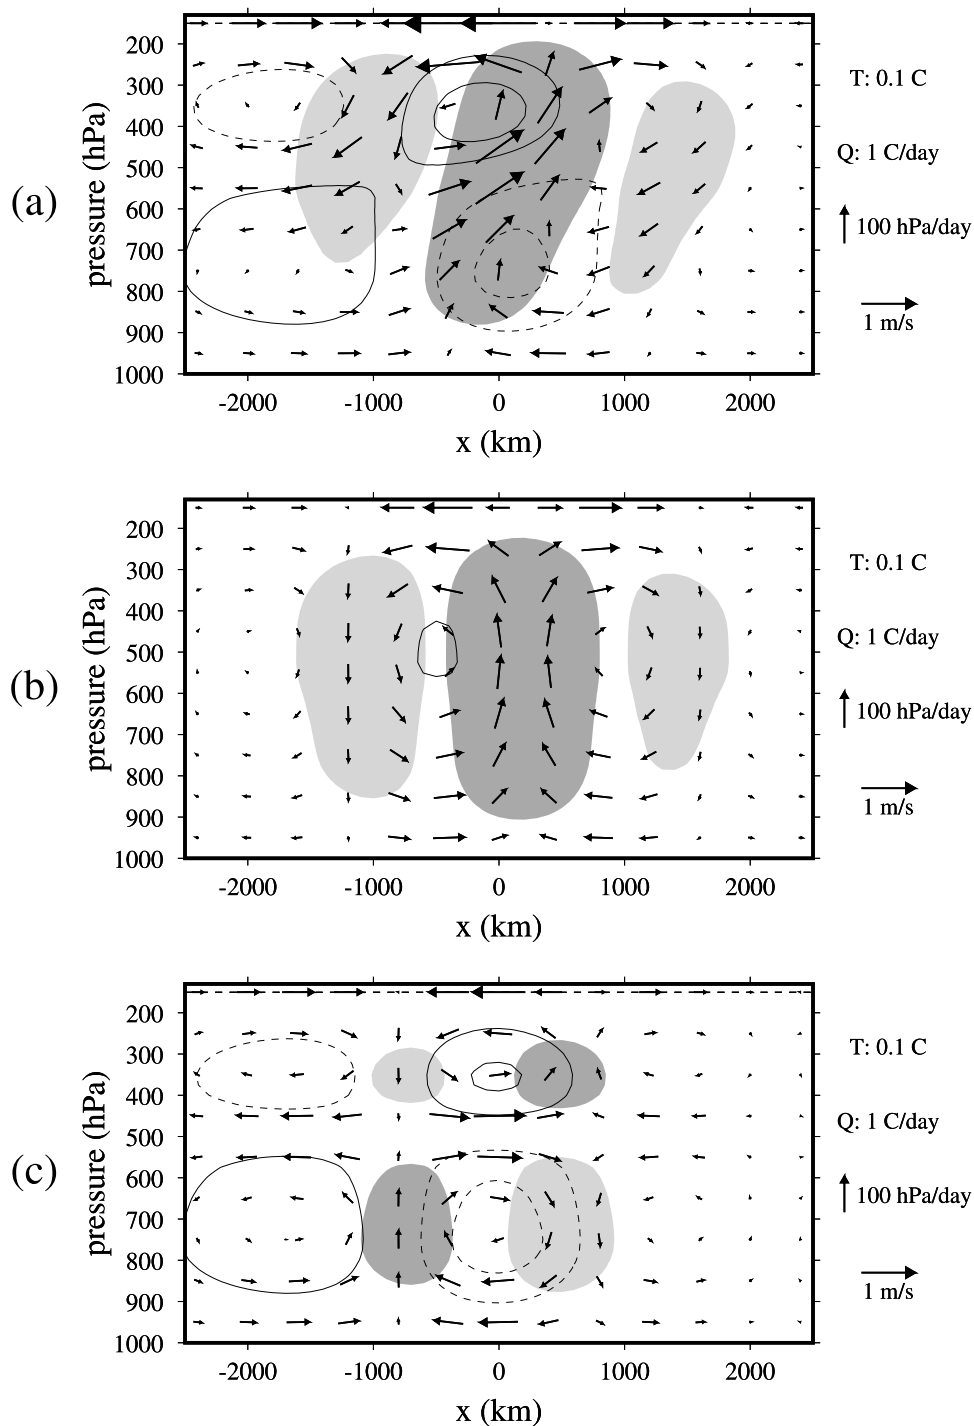 (a)
pressure (hPa)
200
300
400
500
600
700
800
900
1000
-2000 -1000 0 1000 2000
x (km)
T: 0.1 C
Q: 1 C/day
100 hPa/day
1 m/s
(b)
pressure (hPa)
200
300
400
500
600
700
800
900
1000
-2000 -1000 0 1000 2000
x (km)
T: 0.1 C
Q: 1 C/day
100 hPa/day
1 m/s
(c)
pressure (hPa)
200
300
400
500
600
700
800
900
1000
-2000 -1000 0 1000 2000
x (km)
T: 0.1 C
Q: 1 C/day
100 hPa/day
1 m/s